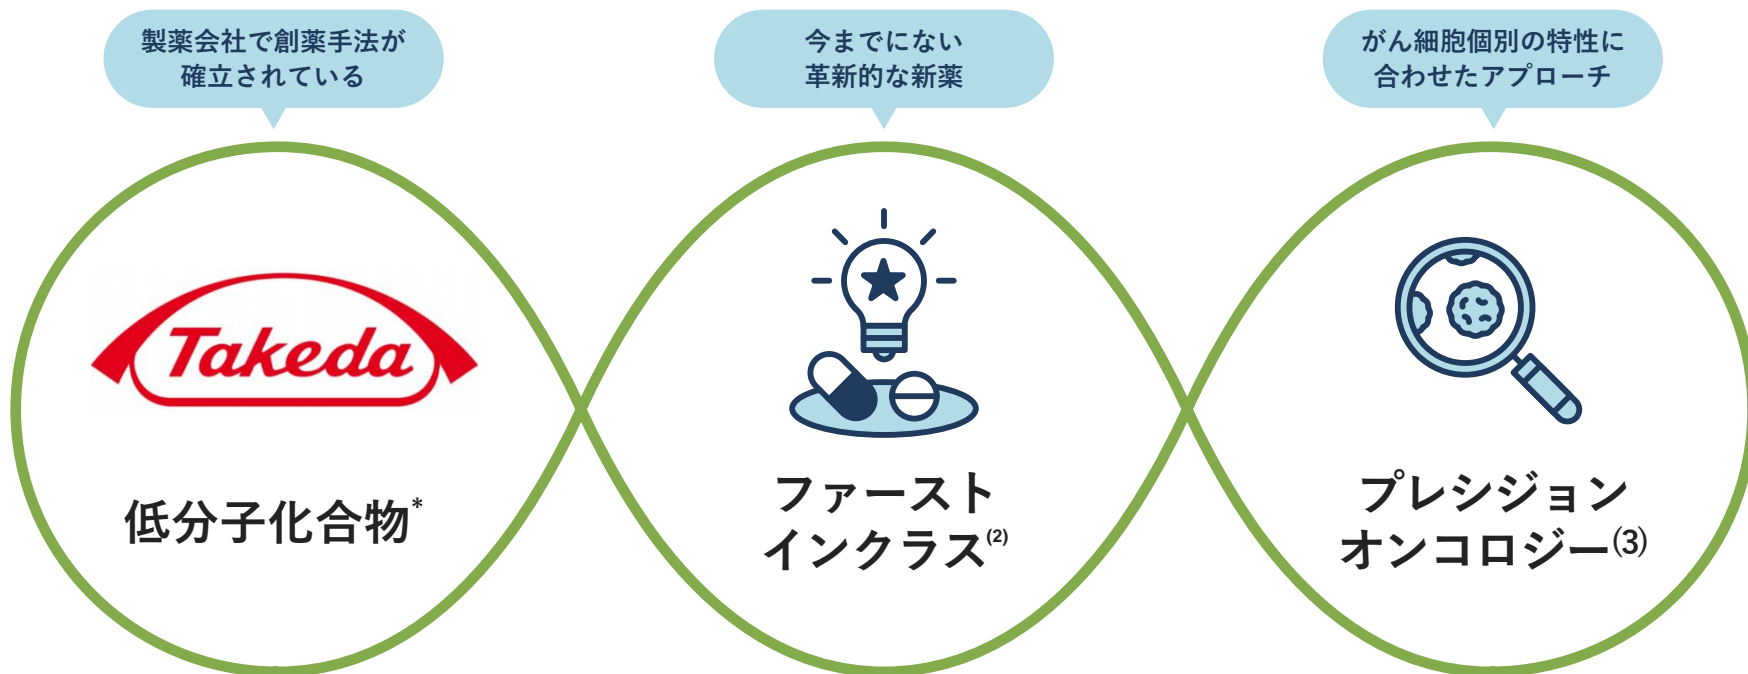 製薬会社で創薬手法が
確立されている
今までにない
革新的な新薬
がん細胞個別の特性に
合わせたアプローチ
Takeda
低分子化合物*
ファースト
インクラス(2)
プレシジョン
オンコロジー(3)